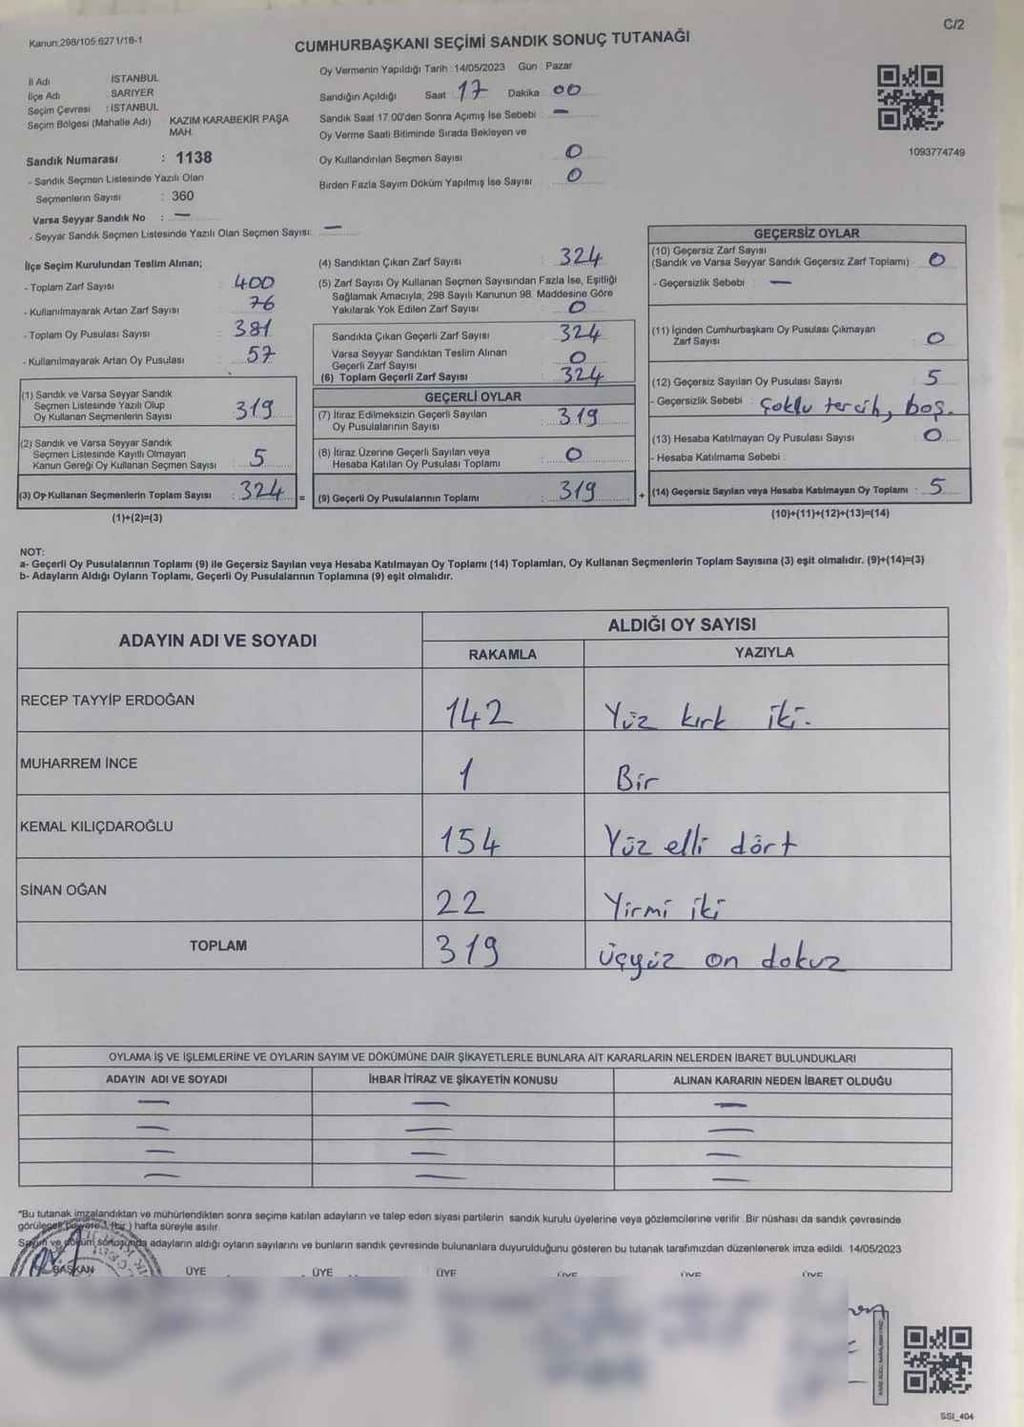 Kanun:298/105 6271/16-1
C/2
CUMHURBAŞKANI SEÇİMİ SANDIK SONUÇ TUTANAĞI
İl Adı İSTANBUL
İlçe Adı : SARIYER
Seçim Çevresi : İSTANBUL
Seçim Bölgesi (Mahalle Adı) KAZIM KARABEKİR PAŞA MAH.
Sandık Numarası : 1138
- Sandık Seçmen Listesinde Yazılı Olan
Seçmenlerin Sayısı : 360
Varsa Seyyar Sandık No : —
- Seyyar Sandık Seçmen Listesinde Yazılı Olan Seçmen Sayısı: —
Oy Vermenin Yapıldığı Tarih : 14/05/2023 Gün : Pazar
Sandığın Açıldığı Saat 17 Dakika 00
Sandık Saat 17.00'den Sonra Açılmış İse Sebebi —
Oy Verme Saati Bitiminde Sırada Bekleyen ve
Oy Kullandırılan Seçmen Sayısı 0
Birden Fazla Sayım Döküm Yapılmış İse Sayısı 0
1093774749
İlçe Seçim Kurulundan Teslim Alınan;
- Toplam Zarf Sayısı 400
- Kullanılmayarak Artan Zarf Sayısı 76
- Toplam Oy Pusulası Sayısı 381
- Kullanılmayarak Artan Oy Pusulası 57
(1) Sandık ve Varsa Seyyar Sandık
Seçmen Listesinde Yazılı Olup
Oy Kullanan Seçmenlerin Sayısı 319
(2) Sandık ve Varsa Seyyar Sandık
Seçmen Listesinde Kayıtlı Olmayan
Kanun Gereği Oy Kullanan Seçmen Sayısı 5
(3) Oy Kullanan Seçmenlerin Toplam Sayısı : 324 =
(1)+(2)=(3)
(4) Sandıktan Çıkan Zarf Sayısı 324
(5) Zarf Sayısı Oy Kullanan Seçmen Sayısından Fazla İse, Eşitliği
Sağlamak Amacıyla; 298 Sayılı Kanunun 98. Maddesine Göre
Yakılarak Yok Edilen Zarf Sayısı 0
Sandıkta Çıkan Geçerli Zarf Sayısı 324
Varsa Seyyar Sandıktan Teslim Alınan
Geçerli Zarf Sayısı 0
(6) Toplam Geçerli Zarf Sayısı 324
GEÇERLİ OYLAR
(7) İtiraz Edilmeksizin Geçerli Sayılan
Oy Pusulalarının Sayısı 319
(8) İtiraz Üzerine Geçerli Sayılan veya
Hesaba Katılan Oy Pusulası Toplamı 0
(9) Geçerli Oy Pusulalarının Toplamı : 319 +
GEÇERSİZ OYLAR
(10) Geçersiz Zarf Sayısı
(Sandık ve Varsa Seyyar Sandık Geçersiz Zarf Toplamı) 0
- Geçersizlik Sebebi : —
(11) İçinden Cumhurbaşkanı Oy Pusulası Çıkmayan
Zarf Sayısı 0
(12) Geçersiz Sayılan Oy Pusulası Sayısı 5
- Geçersizlik Sebebi : Çoklu tercih, boş.
(13) Hesaba Katılmayan Oy Pusulası Sayısı 0
- Hesaba Katılmama Sebebi :
(14) Geçersiz Sayılan veya Hesaba Katılmayan Oy Toplamı : 5
(10)+(11)+(12)+(13)=(14)
NOT:
a- Geçerli Oy Pusulalarının Toplamı (9) ile Geçersiz Sayılan veya Hesaba Katılmayan Oy Toplamı (14) Toplamları, Oy Kullanan Seçmenlerin Toplam Sayısına (3) eşit olmalıdır. (9)+(14)=(3)
b- Adayların Aldığı Oyların Toplamı, Geçerli Oy Pusulalarının Toplamına (9) eşit olmalıdır.
ADAYIN ADI VE SOYADI ALDIĞI OY SAYISI
RAKAMLA YAZIYLA
RECEP TAYYİP ERDOĞAN 142 Yüz kırk iki.
MUHARREM İNCE 1 Bir
KEMAL KILIÇDAROĞLU 154 Yüz elli dört
SİNAN OĞAN 22 Yirmi iki
TOPLAM 319 Üçyüz on dokuz
OYLAMA İŞ VE İŞLEMLERİNE VE OYLARIN SAYIM VE DÖKÜMÜNE DAİR ŞİKAYETLERLE BUNLARA AİT KARARLARIN NELERDEN İBARET BULUNDUKLARI
ADAYIN ADI VE SOYADI İHBAR İTİRAZ VE ŞİKAYETİN KONUSU ALINAN KARARIN NEDEN İBARET OLDUĞU
— — —
— — —
— — —
— — —
"Bu tutanak imzalandıktan ve mühürlendikten sonra seçime katılan adayların ve talep eden siyasi partilerin sandık kurulu üyelerine veya gözlemcilerine verilir. Bir nüshası da sandık çevresinde
hafta süreyle asılır.
Sayım ve döküm sonucunda adayların aldığı oyların sayılarını ve bunların sandık çevresinde bulunanlara duyurulduğunu gösteren bu tutanak tarafımızdan düzenlenerek imza edildi. 14/05/2023
BAŞKAN ÜYE ÜYE ÜYE ÜYE ÜYE ÜYE
SSI_404